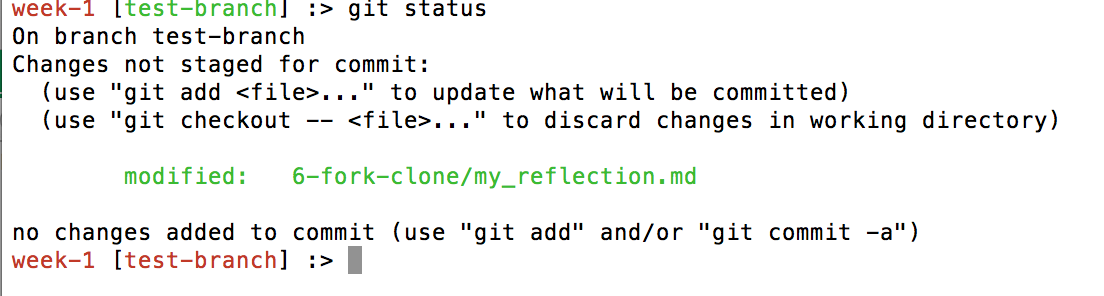 week-1 [test-branch] :> git status
On branch test-branch
Changes not staged for commit:
  (use "git add <file>..." to update what will be committed)
  (use "git checkout -- <file>..." to discard changes in working directory)

        modified:   6-fork-clone/my_reflection.md

no changes added to commit (use "git add" and/or "git commit -a")
week-1 [test-branch] :>